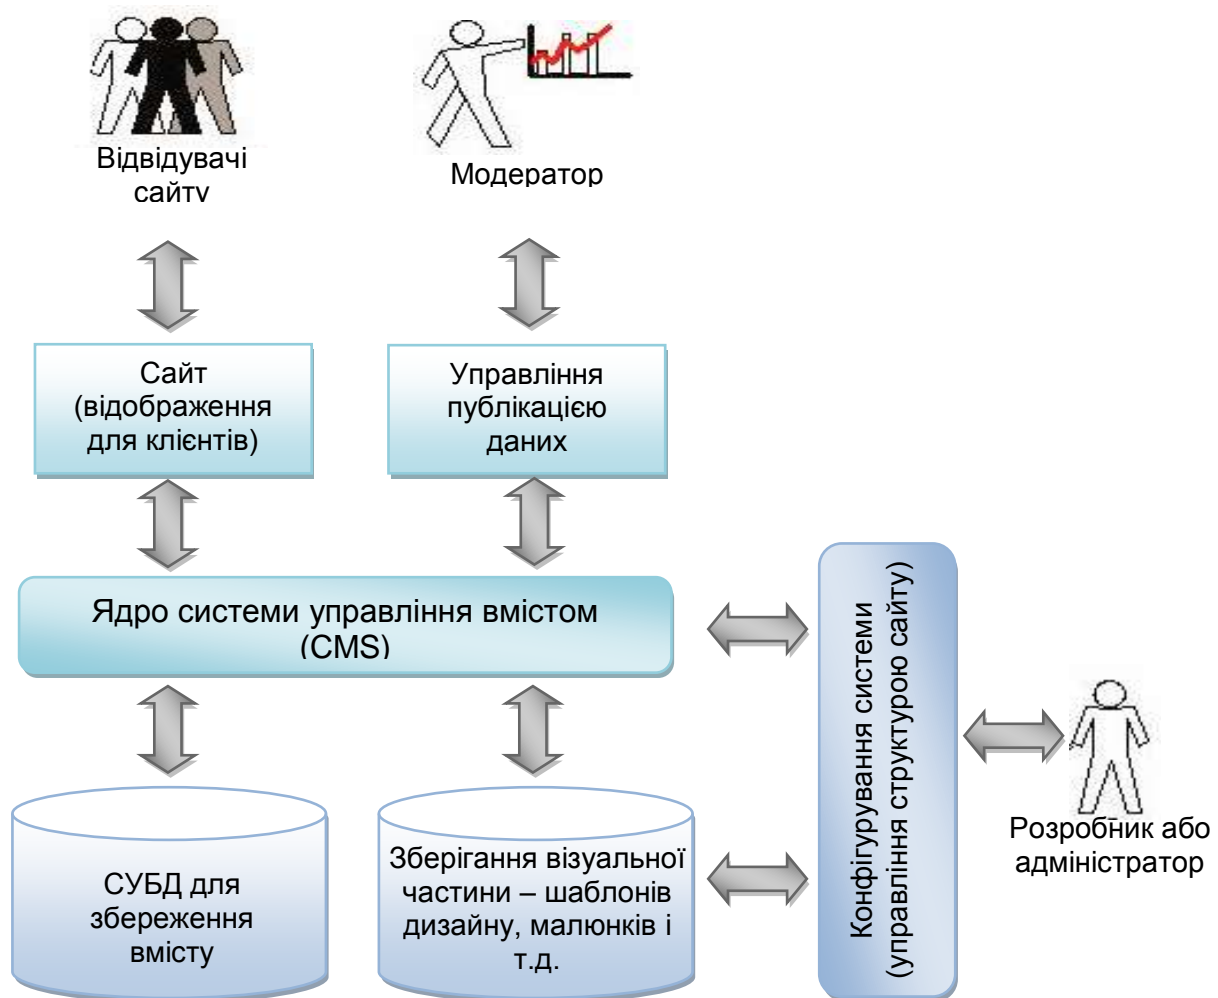 Відвідувачі
сайту
Модератор
Сайт
(відображення
для клієнтів)
Управління
публікацією
даних
Ядро системи управління вмістом
(CMS)
Конфігурування системи
(управління структурою сайту)
Розробник або
адміністратор
СУБД для
збереження
вмісту
Зберігання візуальної
частини – шаблонів
дизайну, малюнків і
т.д.